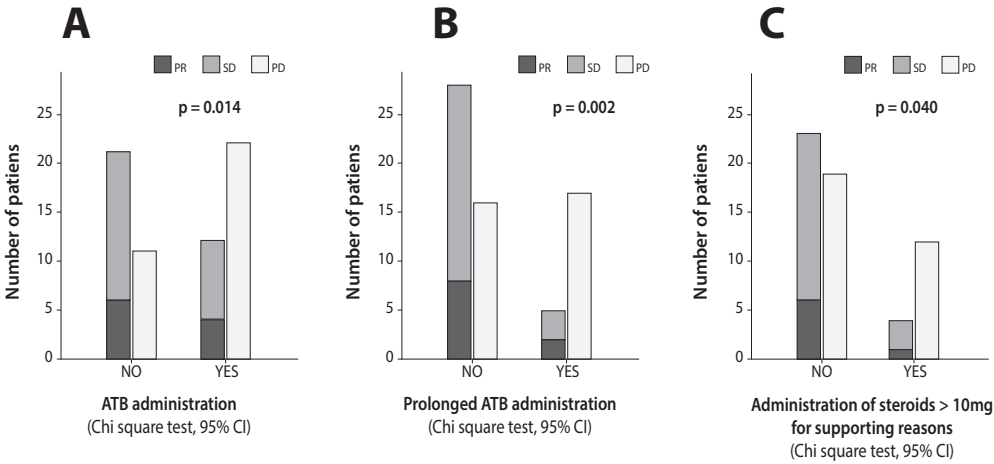 A
PR SD PD
p = 0.014
Number of patiens
25
20
15
10
5
0
NO YES
ATB administration
(Chi square test, 95% CI)
B
PR SD PD
p = 0.002
Number of patiens
25
20
15
10
5
0
NO YES
Prolonged ATB administration
(Chi square test, 95% CI)
C
PR SD PD
p = 0.040
Number of patiens
25
20
15
10
5
0
NO YES
Administration of steroids > 10mg
for supporting reasons
(Chi square test, 95% CI)